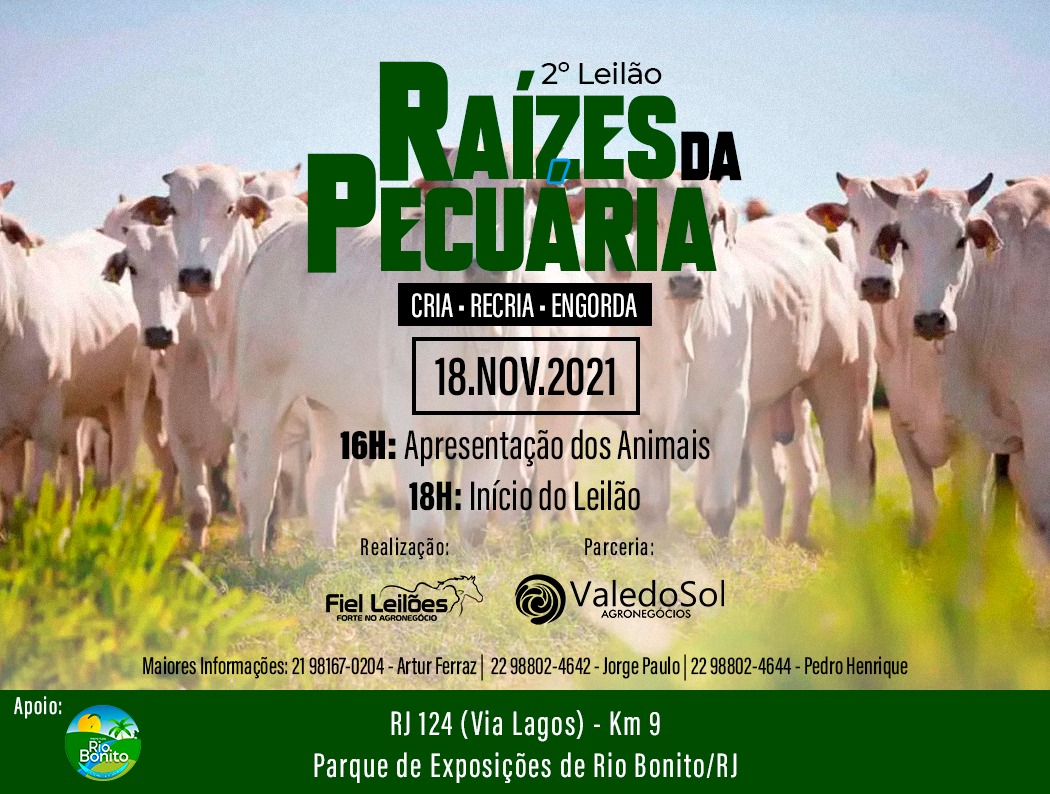 2º Leilão
RAÍZES DA
PECUÁRIA
CRIA • RECRIA • ENGORDA
18.NOV.2021
16H: Apresentação dos Animais
18H: Início do Leilão
Realização: Parceria:
Fiel Leilões
FORTE NO AGRONEGÓCIO
ValedoSol
AGRONEGÓCIOS
Maiores Informações: 21 98167-0204 - Artur Ferraz | 22 98802-4642 - Jorge Paulo | 22 98802-4644 - Pedro Henrique
Apoio:
Rio
Bonito
RJ 124 (Via Lagos) - Km 9
Parque de Exposições de Rio Bonito/RJ